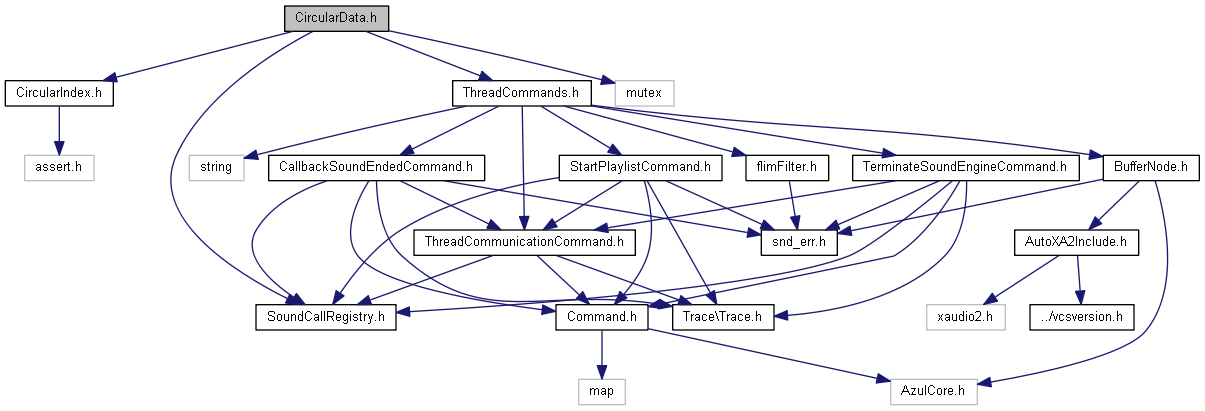 CircularData.h
CircularIndex.h
ThreadCommands.h
mutex
assert.h
string
CallbackSoundEndedCommand.h
StartPlaylistCommand.h
flimFilter.h
TerminateSoundEngineCommand.h
BufferNode.h
ThreadCommunicationCommand.h
snd_err.h
AutoXA2Include.h
SoundCallRegistry.h
Command.h
Trace\Trace.h
xaudio2.h
../vcsversion.h
map
AzulCore.h